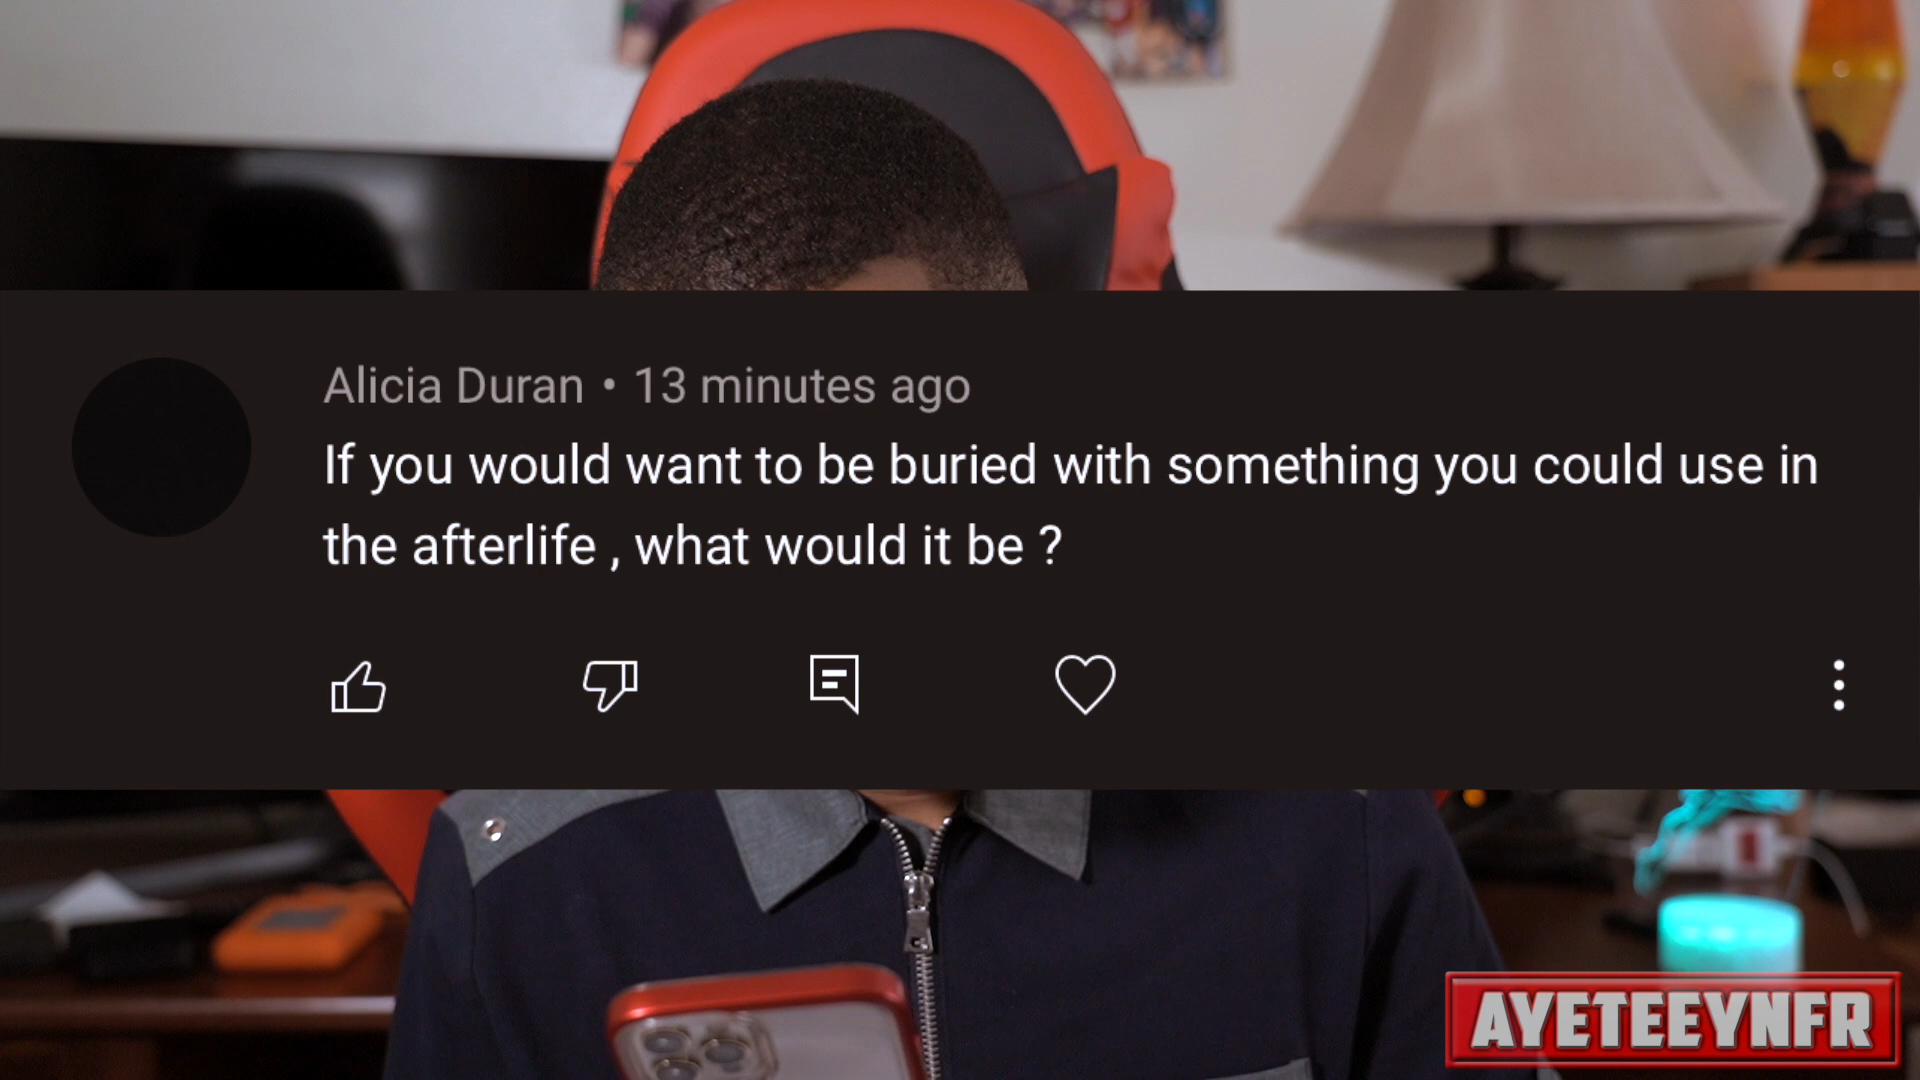 Alicia Duran • 13 minutes ago
If you would want to be buried with something you could use in
the afterlife , what would it be ?
AYETEEYNFR